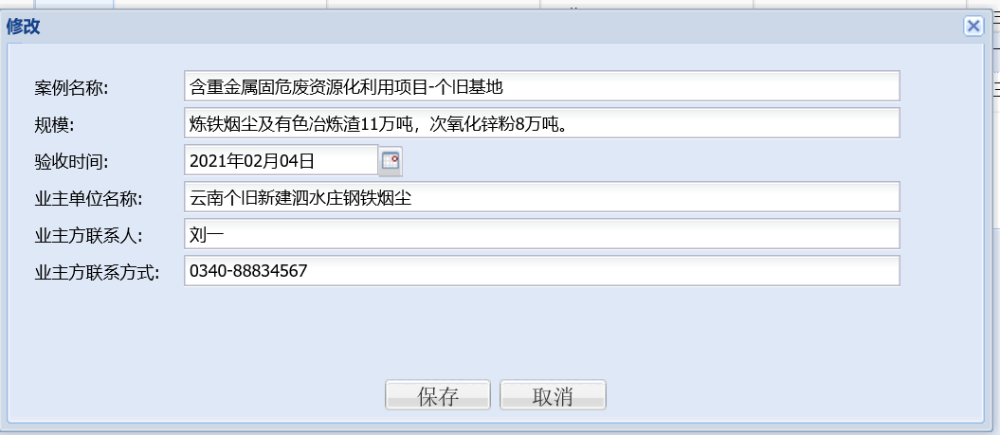 修改
案例名称: 含重金属固危废资源化利用项目-个旧基地
规模: 炼铁烟尘及有色冶炼渣11万吨，次氧化锌粉8万吨。
验收时间: 2021年02月04日
业主单位名称: 云南个旧新建泗水庄钢铁烟尘
业主方联系人: 刘一
业主方联系方式: 0340-88834567
保存 取消